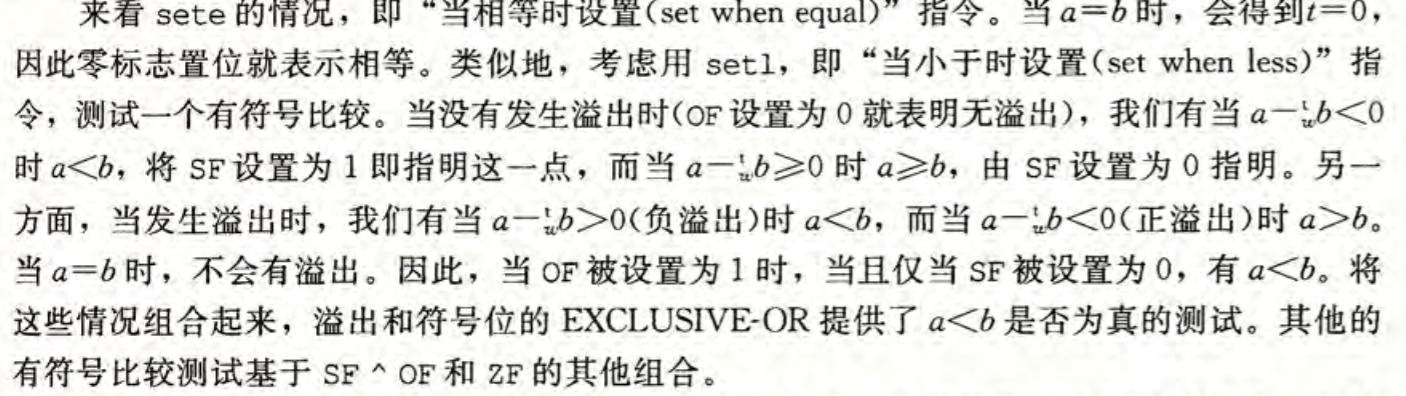 来看 sete 的情况，即“当相等时设置(set when equal)”指令。当 a=b 时，会得到t=0，
因此零标志置位就表示相等。类似地，考虑用 setl，即“当小于时设置(set when less)”指
令，测试一个有符号比较。当没有发生溢出时(OF 设置为 0 就表明无溢出)，我们有当 a-ᵗ_w b<0
时 a<b，将 SF 设置为 1 即指明这一点，而当 a-ᵗ_w b≥0 时 a≥b，由 SF 设置为 0 指明。另一
方面，当发生溢出时，我们有当 a-ᵗ_w b>0(负溢出)时 a<b，而当 a-ᵗ_w b<0(正溢出)时 a>b。
当 a=b 时，不会有溢出。因此，当 OF 被设置为 1 时，当且仅当 SF 被设置为 0，有 a<b。将
这些情况组合起来，溢出和符号位的 EXCLUSIVE-OR 提供了 a<b 是否为真的测试。其他的
有符号比较测试基于 SF ^ OF 和 ZF 的其他组合。